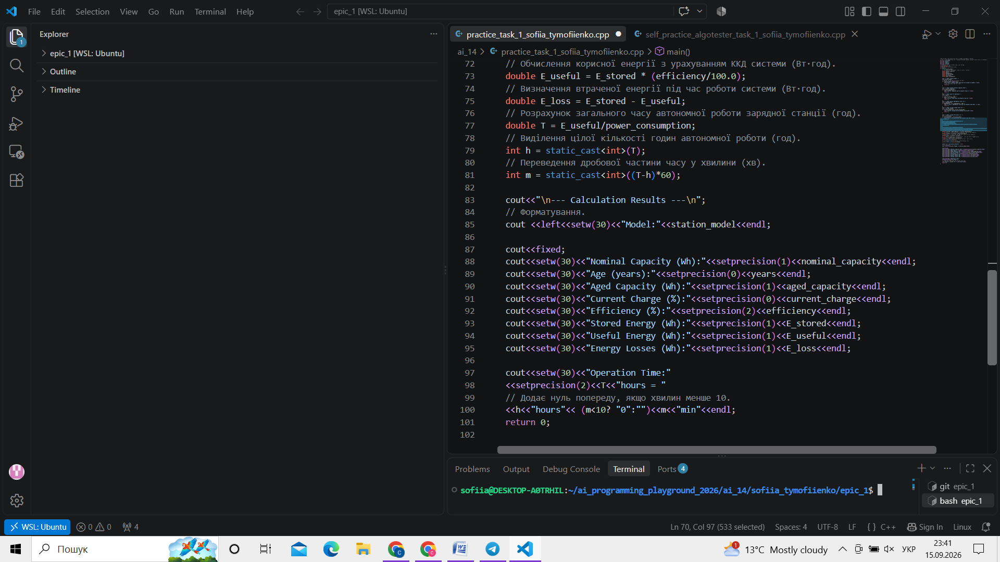 File Edit Selection View Go Run Terminal Help
epic_1 [WSL: Ubuntu]
Explorer
1
epic_1 [WSL: Ubuntu]
Outline
Timeline
practice_task_1_sofiia_tymofiienko.cpp
self_practice_algotester_task_1_sofiia_tymofiienko.cpp
ai_14 > practice_task_1_sofiia_tymofiienko.cpp > main()
72 // Обчислення корисної енергії з урахуванням ККД системи (Вт·год).
73 double E_useful = E_stored * (efficiency/100.0);
74 // Визначення втраченої енергії під час роботи системи (Вт·год).
75 double E_loss = E_stored - E_useful;
76 // Розрахунок загального часу автономної роботи зарядної станції (год).
77 double T = E_useful/power_consumption;
78 // Виділення цілої кількості годин автономної роботи (год).
79 int h = static_cast<int>(T);
80 // Переведення дробової частини часу у хвилини (хв).
81 int m = static_cast<int>((T-h)*60);
82
83 cout<<"\n--- Calculation Results ---\n";
84 // Форматування.
85 cout <<left<<setw(30)<<"Model:"<<station_model<<endl;
86
87 cout<<fixed;
88 cout<<setw(30)<<"Nominal Capacity (Wh):"<<setprecision(1)<<nominal_capacity<<endl;
89 cout<<setw(30)<<"Age (years):"<<setprecision(0)<<years<<endl;
90 cout<<setw(30)<<"Aged Capacity (Wh):"<<setprecision(1)<<aged_capacity<<endl;
91 cout<<setw(30)<<"Current Charge (%):"<<setprecision(0)<<current_charge<<endl;
92 cout<<setw(30)<<"Efficiency (%):"<<setprecision(2)<<efficiency<<endl;
93 cout<<setw(30)<<"Stored Energy (Wh):"<<setprecision(1)<<E_stored<<endl;
94 cout<<setw(30)<<"Useful Energy (Wh):"<<setprecision(1)<<E_useful<<endl;
95 cout<<setw(30)<<"Energy Losses (Wh):"<<setprecision(1)<<E_loss<<endl;
96
97 cout<<setw(30)<<"Operation Time:"
98 <<setprecision(2)<<T<<"hours = "
99 // Додає нуль попереду, якщо хвилин менше 10.
100 <<h<<"hours"<< (m<10? "0":"")<<m<<"min"<<endl;
101 return 0;
102
Problems Output Debug Console Terminal Ports 4
sofiia@DESKTOP-A0TRHIL:~/ai_programming_playground_2026/ai_14/sofiia_tymofiienko/epic_1$
git epic_1
bash epic_1
WSL: Ubuntu 0 0 4 Ln 70, Col 97 (533 selected) Spaces: 4 UTF-8 LF {} C++ Sign In Linux
Пошук
1 13°C Mostly cloudy УКР 23:41
15.09.2026